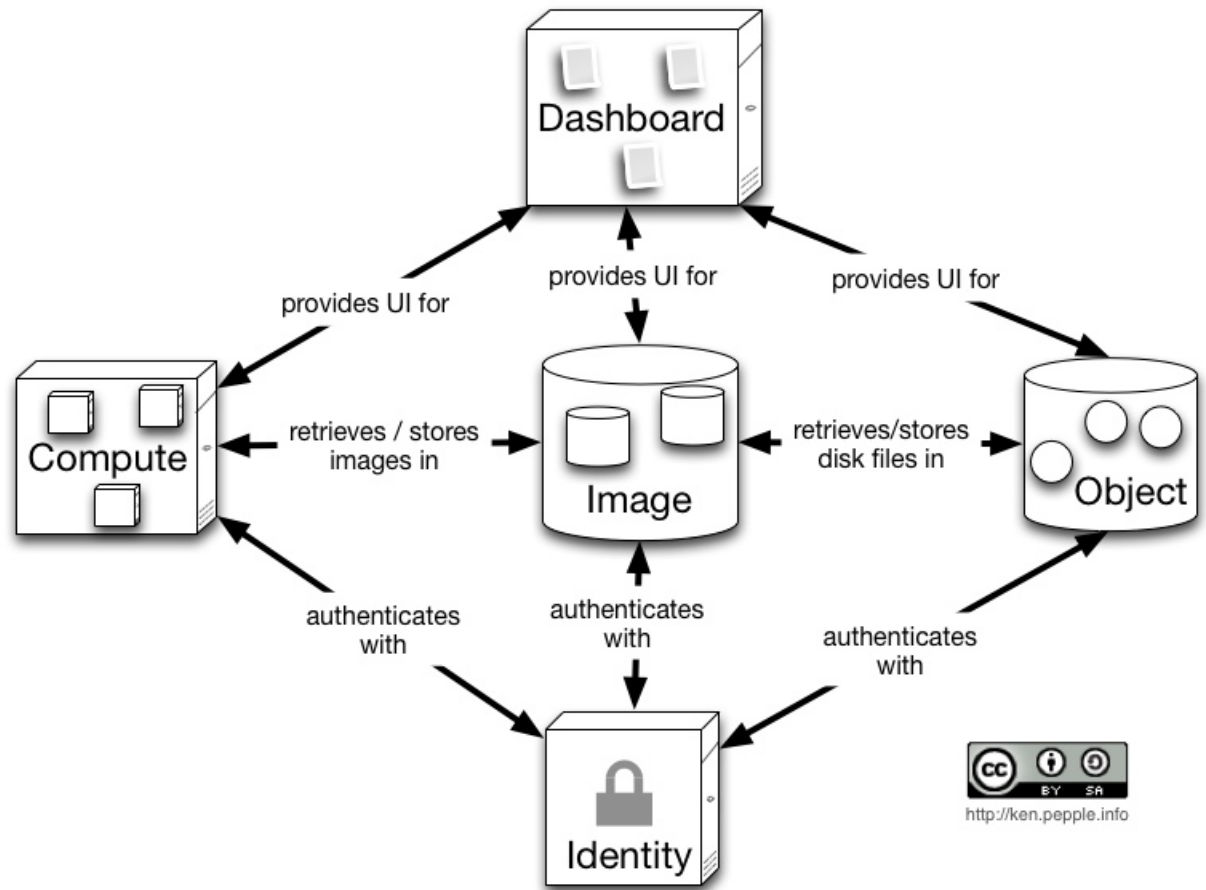 Dashboard
provides UI for
provides UI for
provides UI for
Compute
retrieves / stores
images in
Image
retrieves/stores
disk files in
Object
authenticates
with
authenticates
with
authenticates
with
Identity
cc
BY SA
http://ken.pepple.info